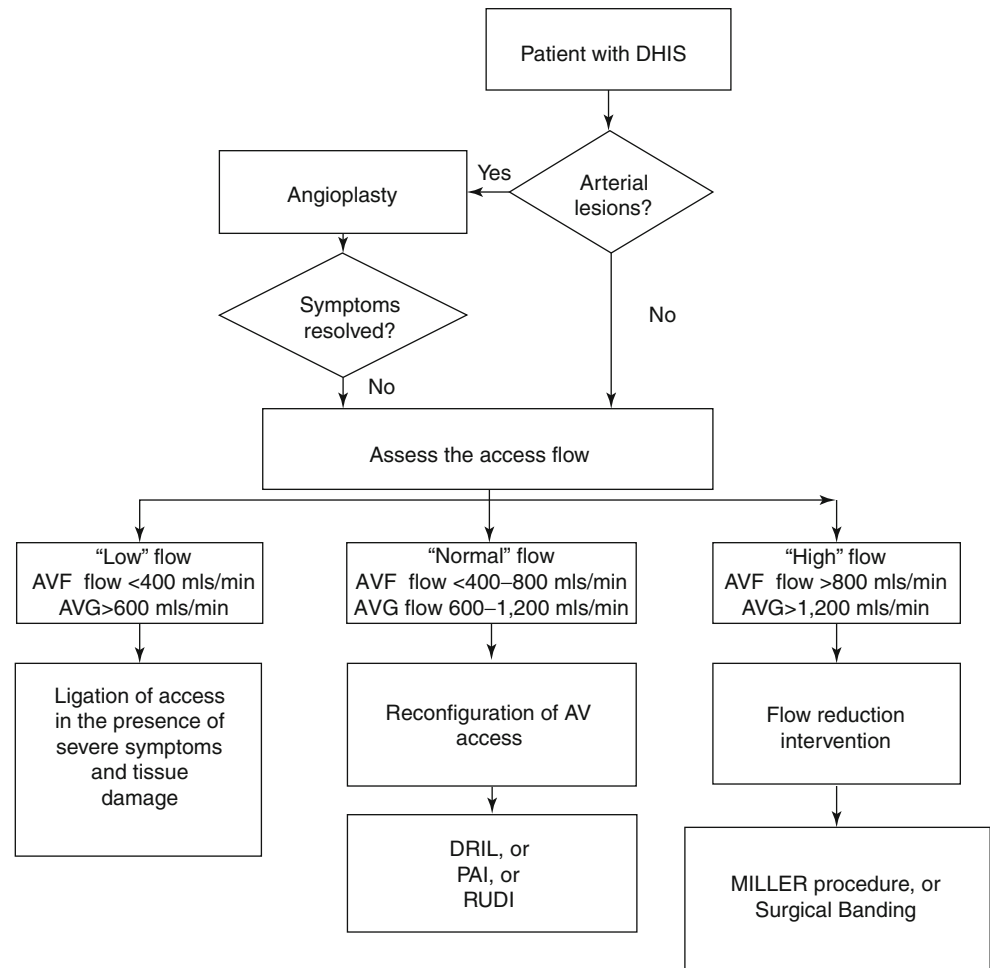 Patient with DHIS
Arterial
lesions?
Yes
Angioplasty
Symptoms
resolved?
No
No
Assess the access flow
“Low” flow
AVF flow <400 mls/min
AVG>600 mls/min
“Normal” flow
AVF flow <400–800 mls/min
AVG flow 600–1,200 mls/min
“High” flow
AVF flow >800 mls/min
AVG>1,200 mls/min
Ligation of access
in the presence of
severe symptoms
and tissue
damage
Reconfiguration of AV
access
Flow reduction
intervention
DRIL, or
PAI, or
RUDI
MILLER procedure, or
Surgical Banding